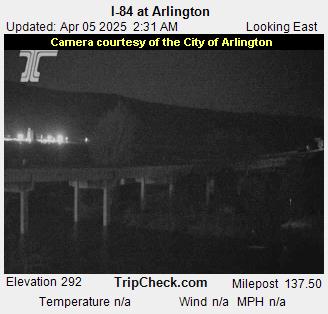 I-84 at Arlington
Updated: Apr 05 2025 2:31 AM Looking East
Camera courtesy of the City of Arlington
Elevation 292 TripCheck.com Milepost 137.50
Temperature n/a Wind n/a MPH n/a